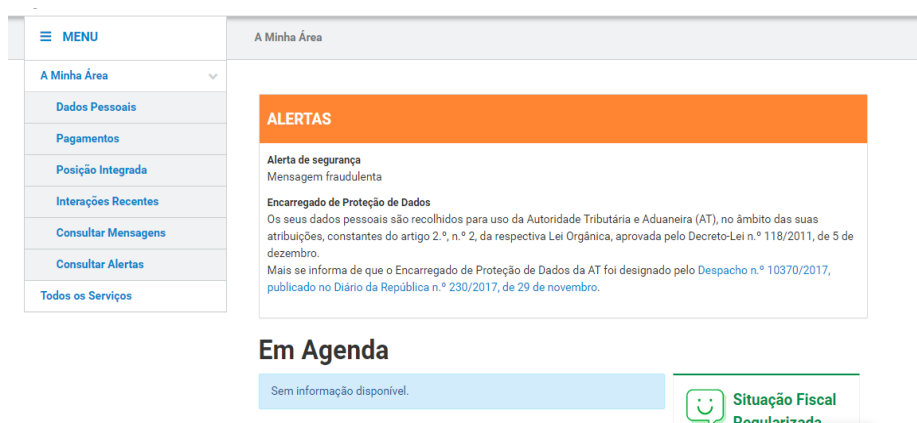 MENU
A Minha Área
Dados Pessoais
Pagamentos
Posição Integrada
Interações Recentes
Consultar Mensagens
Consultar Alertas
Todos os Serviços
A Minha Área
ALERTAS
Alerta de segurança
Mensagem fraudulenta
Encarregado de Proteção de Dados
Os seus dados pessoais são recolhidos para uso da Autoridade Tributária e Aduaneira (AT), no âmbito das suas
atribuições, constantes do artigo 2.º, n.º 2, da respectiva Lei Orgânica, aprovada pelo Decreto-Lei n.º 118/2011, de 5 de
dezembro.
Mais se informa de que o Encarregado de Proteção de Dados da AT foi designado pelo Despacho n.º 10370/2017,
publicado no Diário da República n.º 230/2017, de 29 de novembro.
Em Agenda
Sem informação disponível.
Situação Fiscal
Regularizada